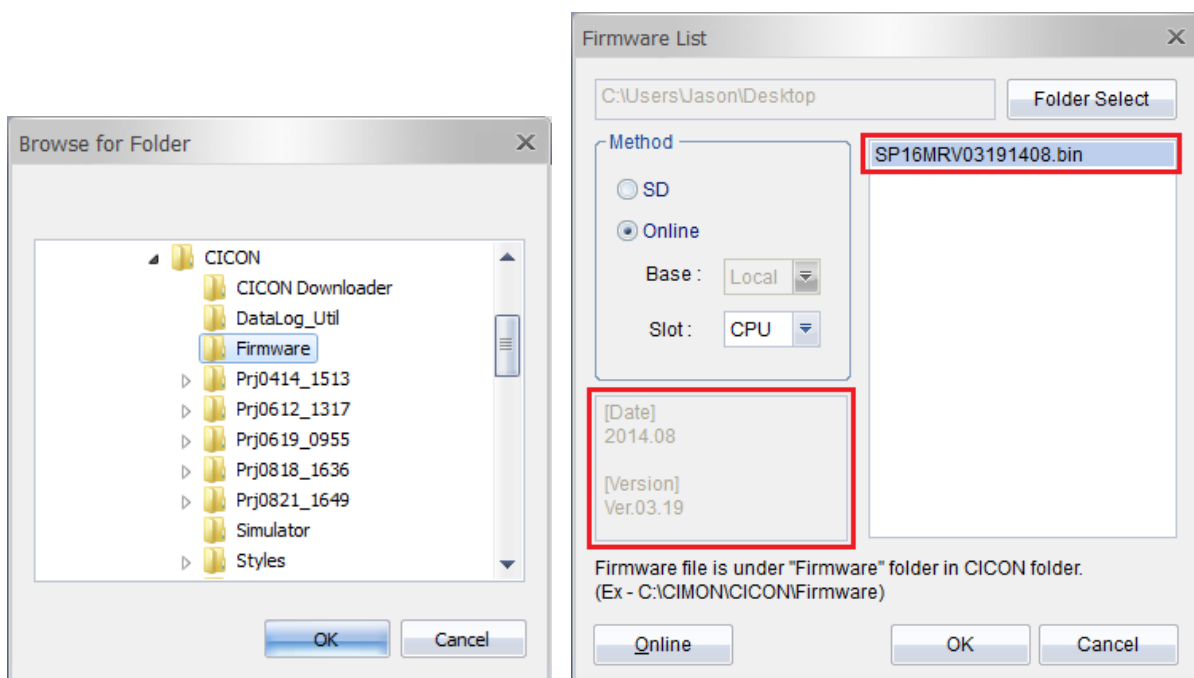 Browse for Folder
CICON
CICON Downloader
DataLog_Util
Firmware
Prj0414_1513
Prj0612_1317
Prj0619_0955
Prj0818_1636
Prj0821_1649
Simulator
Styles
OK
Cancel
Firmware List
C:\Users\Jason\Desktop
Folder Select
Method
SD
Online
Base :
Local
Slot :
CPU
SP16MRV03191408.bin
[Date]
2014.08
[Version]
Ver.03.19
Firmware file is under "Firmware" folder in CICON folder.
(Ex - C:\CIMON\CICON\Firmware)
Online
OK
Cancel